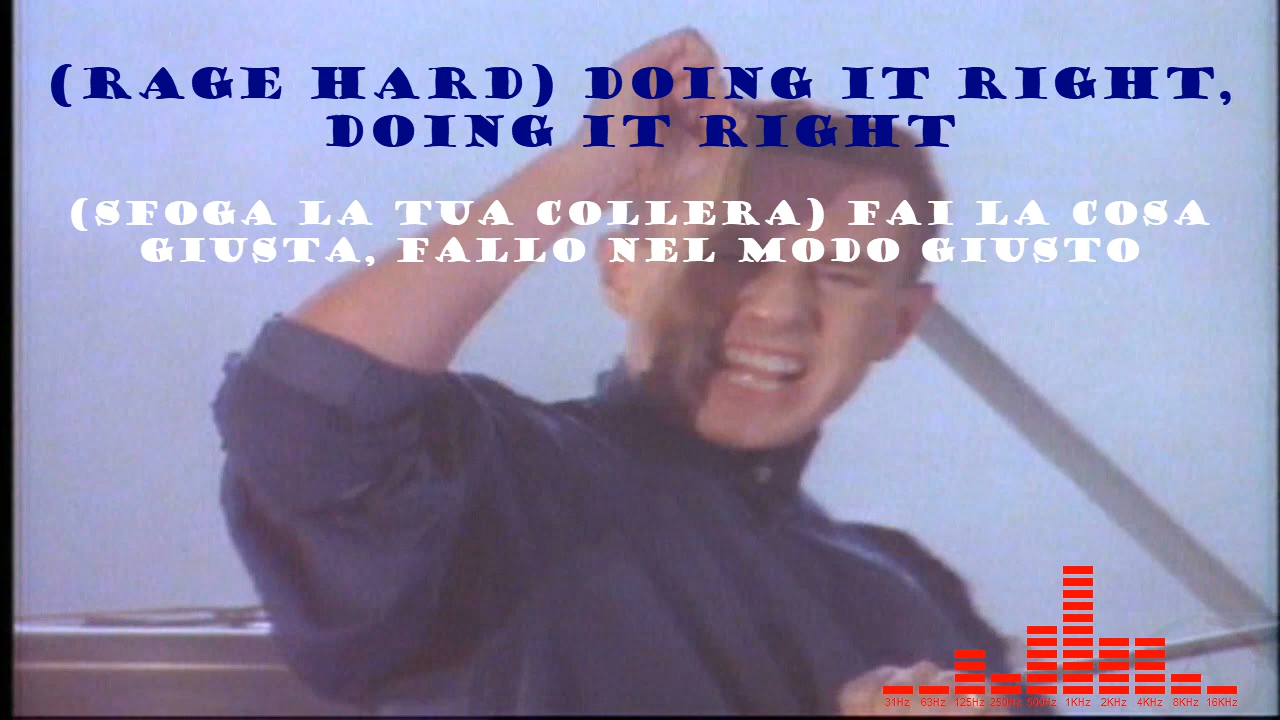 (RAGE HARD) DOING IT RIGHT,
DOING IT RIGHT
(SFOGA LA TUA COLLERA) FAI LA COSA
GIUSTA, FALLO NEL MODO GIUSTO
31Hz 63Hz 125Hz 250Hz 500Hz 1KHz 2KHz 4KHz 8KHz 16KHz